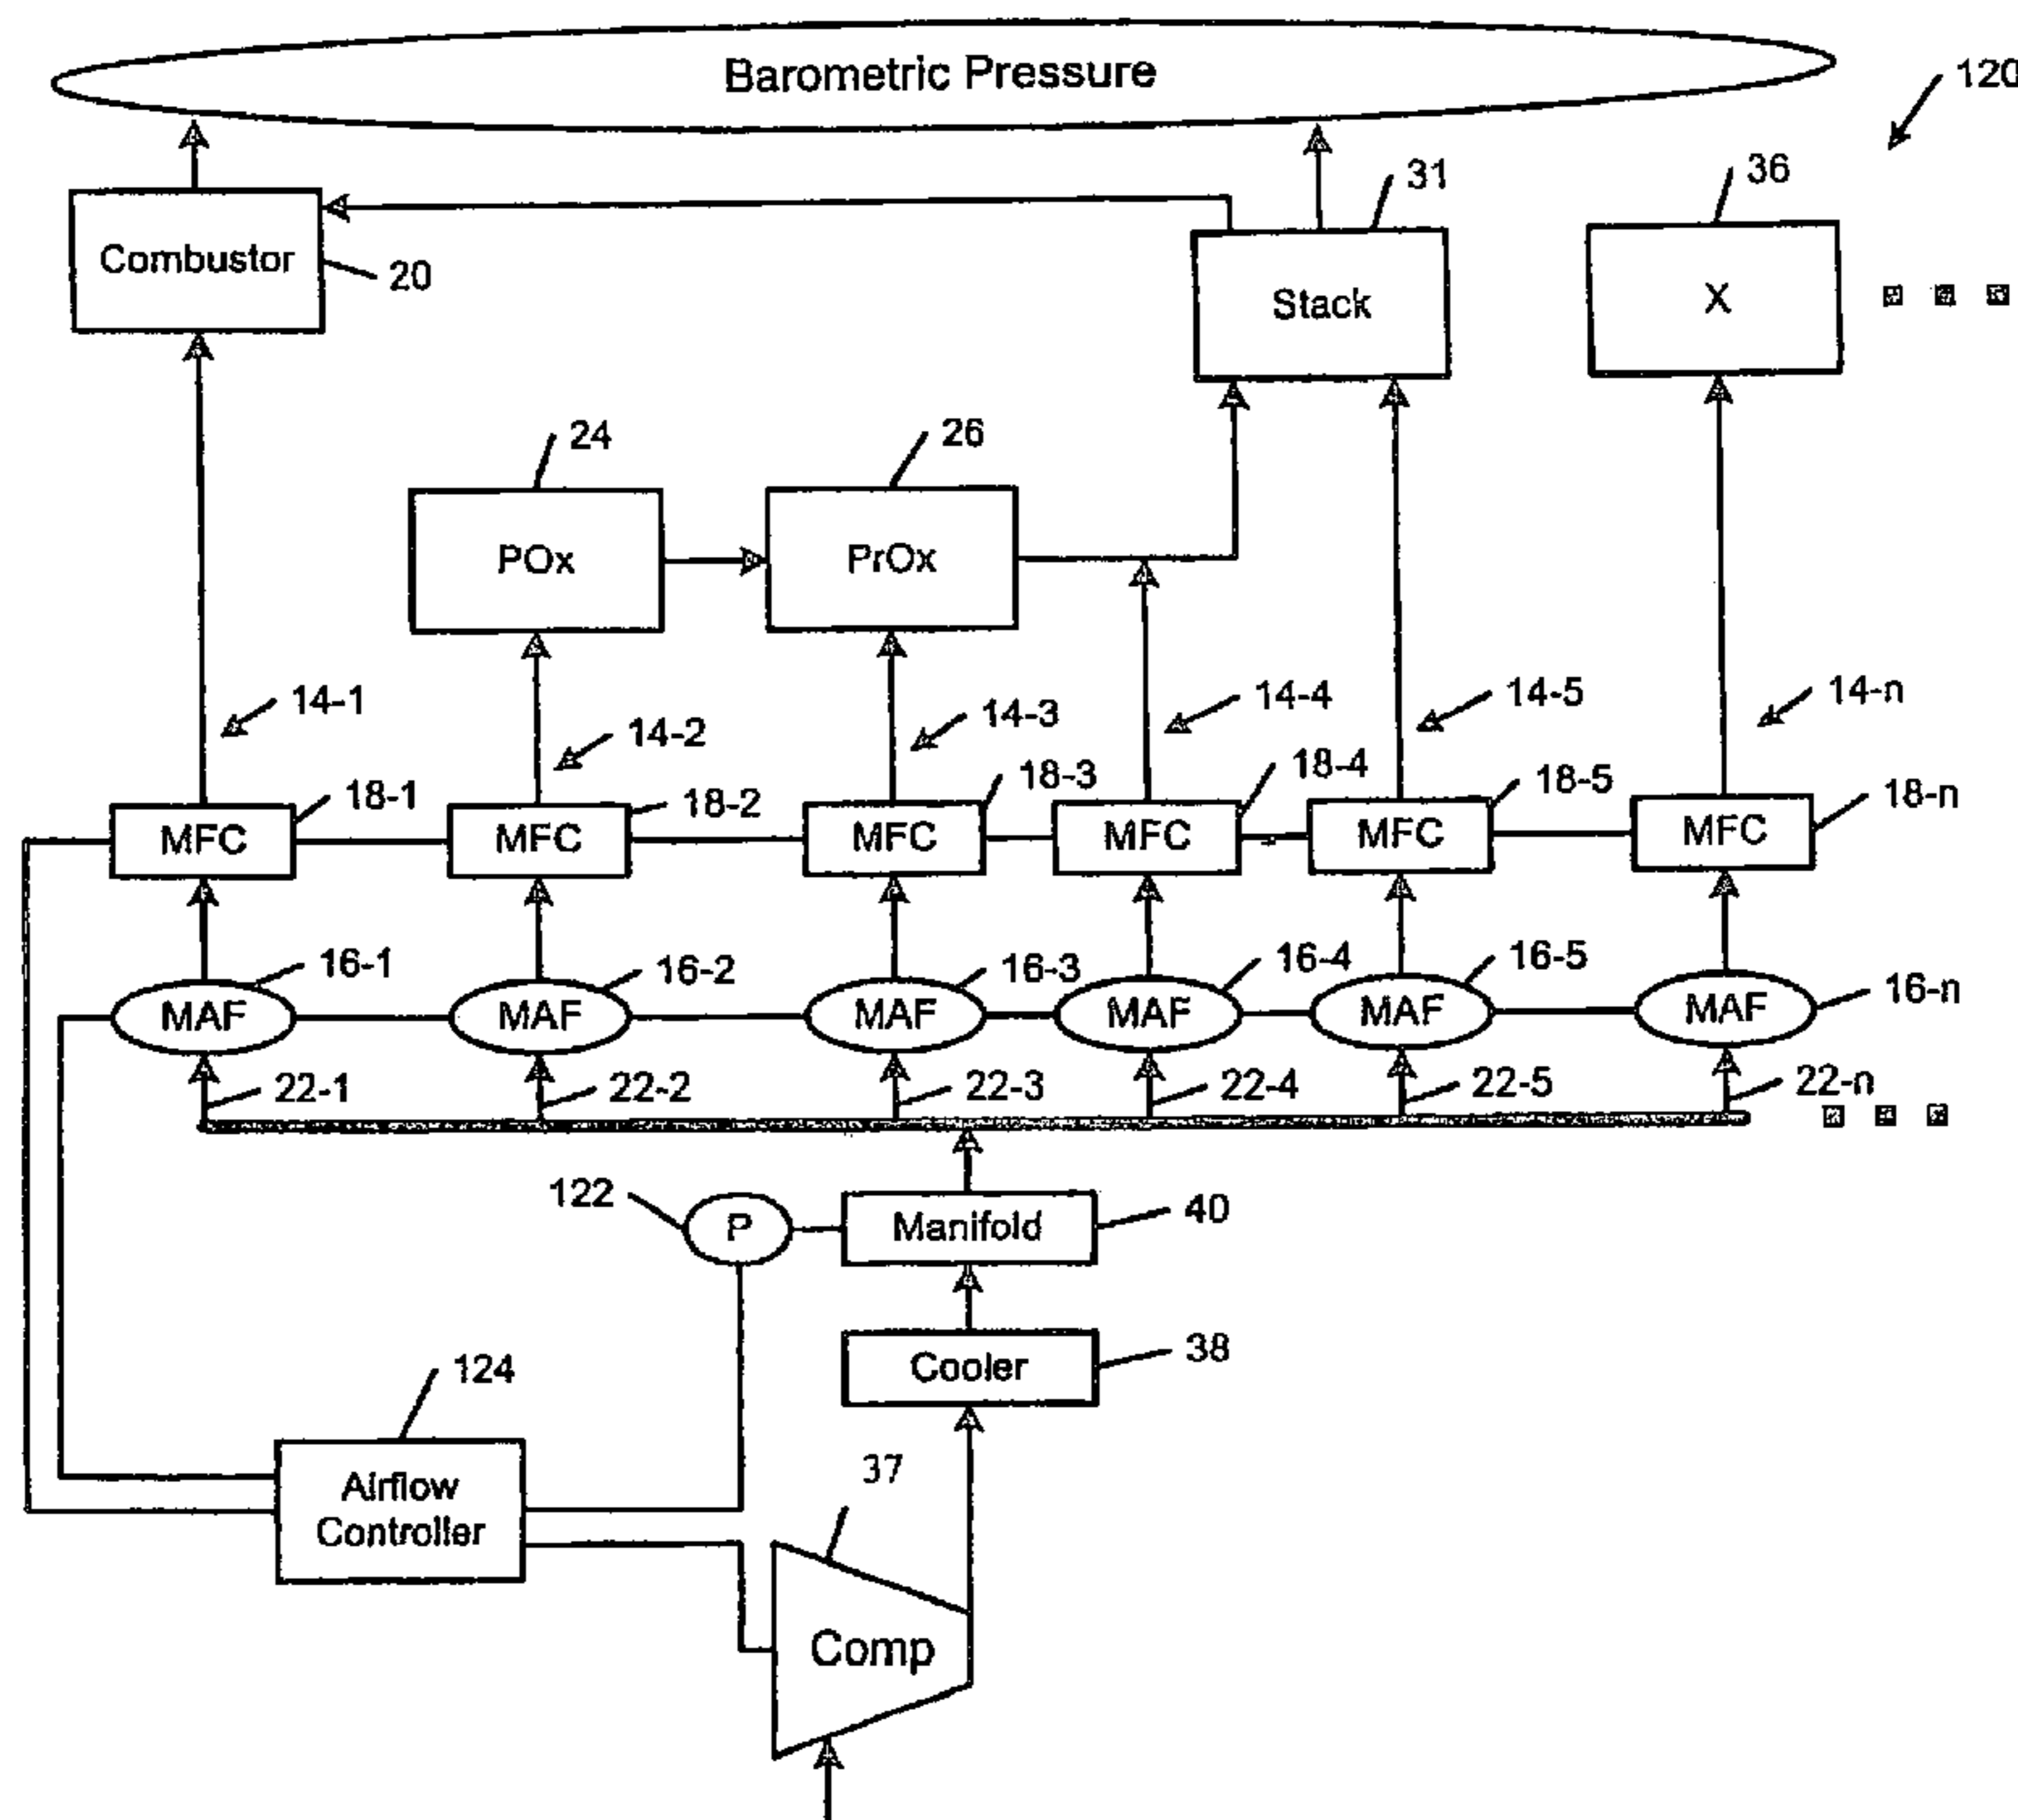 Barometric Pressure
120
31
36
Combustor
20
Stack
X
24
26
POx
PrOx
14-1
14-2
14-3
14-4
14-5
14-n
18-1
18-2
18-3
18-4
18-5
18-n
MFC
MFC
MFC
MFC
MFC
MFC
16-1
16-2
16-3
16-4
16-5
16-n
MAF
MAF
MAF
MAF
MAF
MAF
22-1
22-2
22-3
22-4
22-5
22-n
122
P
Manifold
40
Cooler
38
124
Airflow
Controller
37
Comp